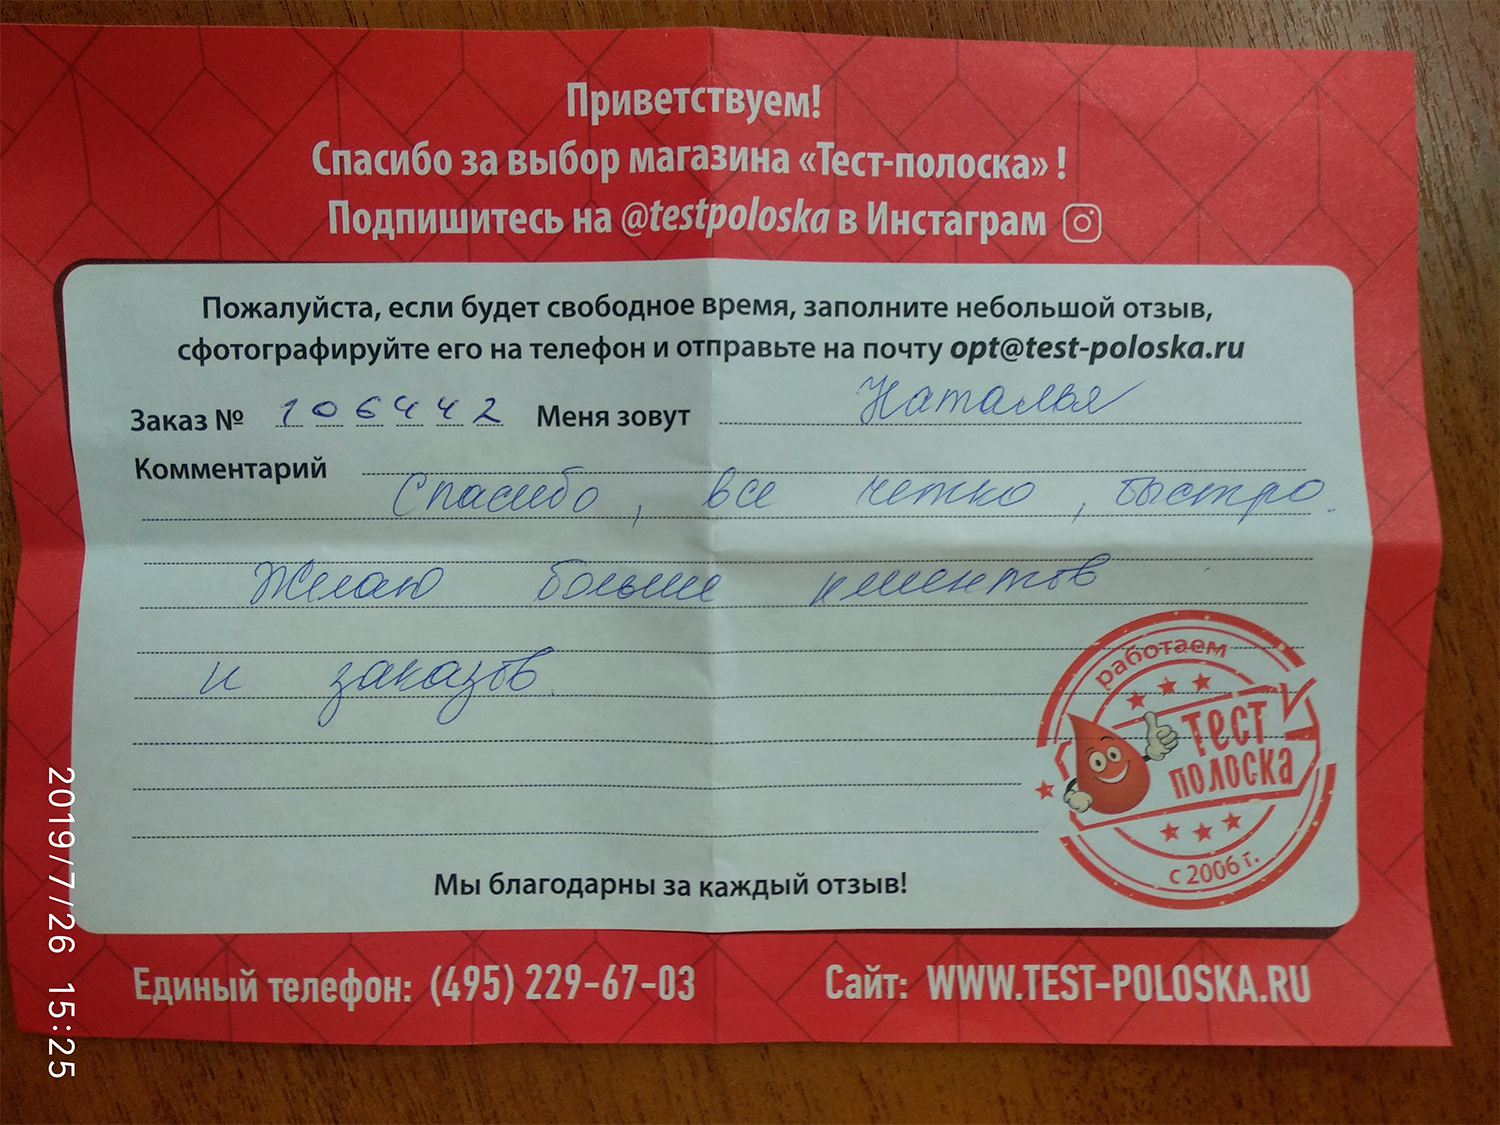 Приветствуем!
Спасибо за выбор магазина «Тест-полоска» !
Подпишитесь на @testpoloska в Инстаграм
Пожалуйста, если будет свободное время, заполните небольшой отзыв,
сфотографируйте его на телефон и отправьте на почту opt@test-poloska.ru
Заказ № 106442 Меня зовут Наталья
Комментарий
Спасибо, все четко, быстро.
Желаю больше клиентов
и заказов.
работаем
ТЕСТ
ПОЛОСКА
с 2006 г.
Мы благодарны за каждый отзыв!
Единый телефон: (495) 229-67-03 Сайт: WWW.TEST-POLOSKA.RU
2019/7/26 15:25